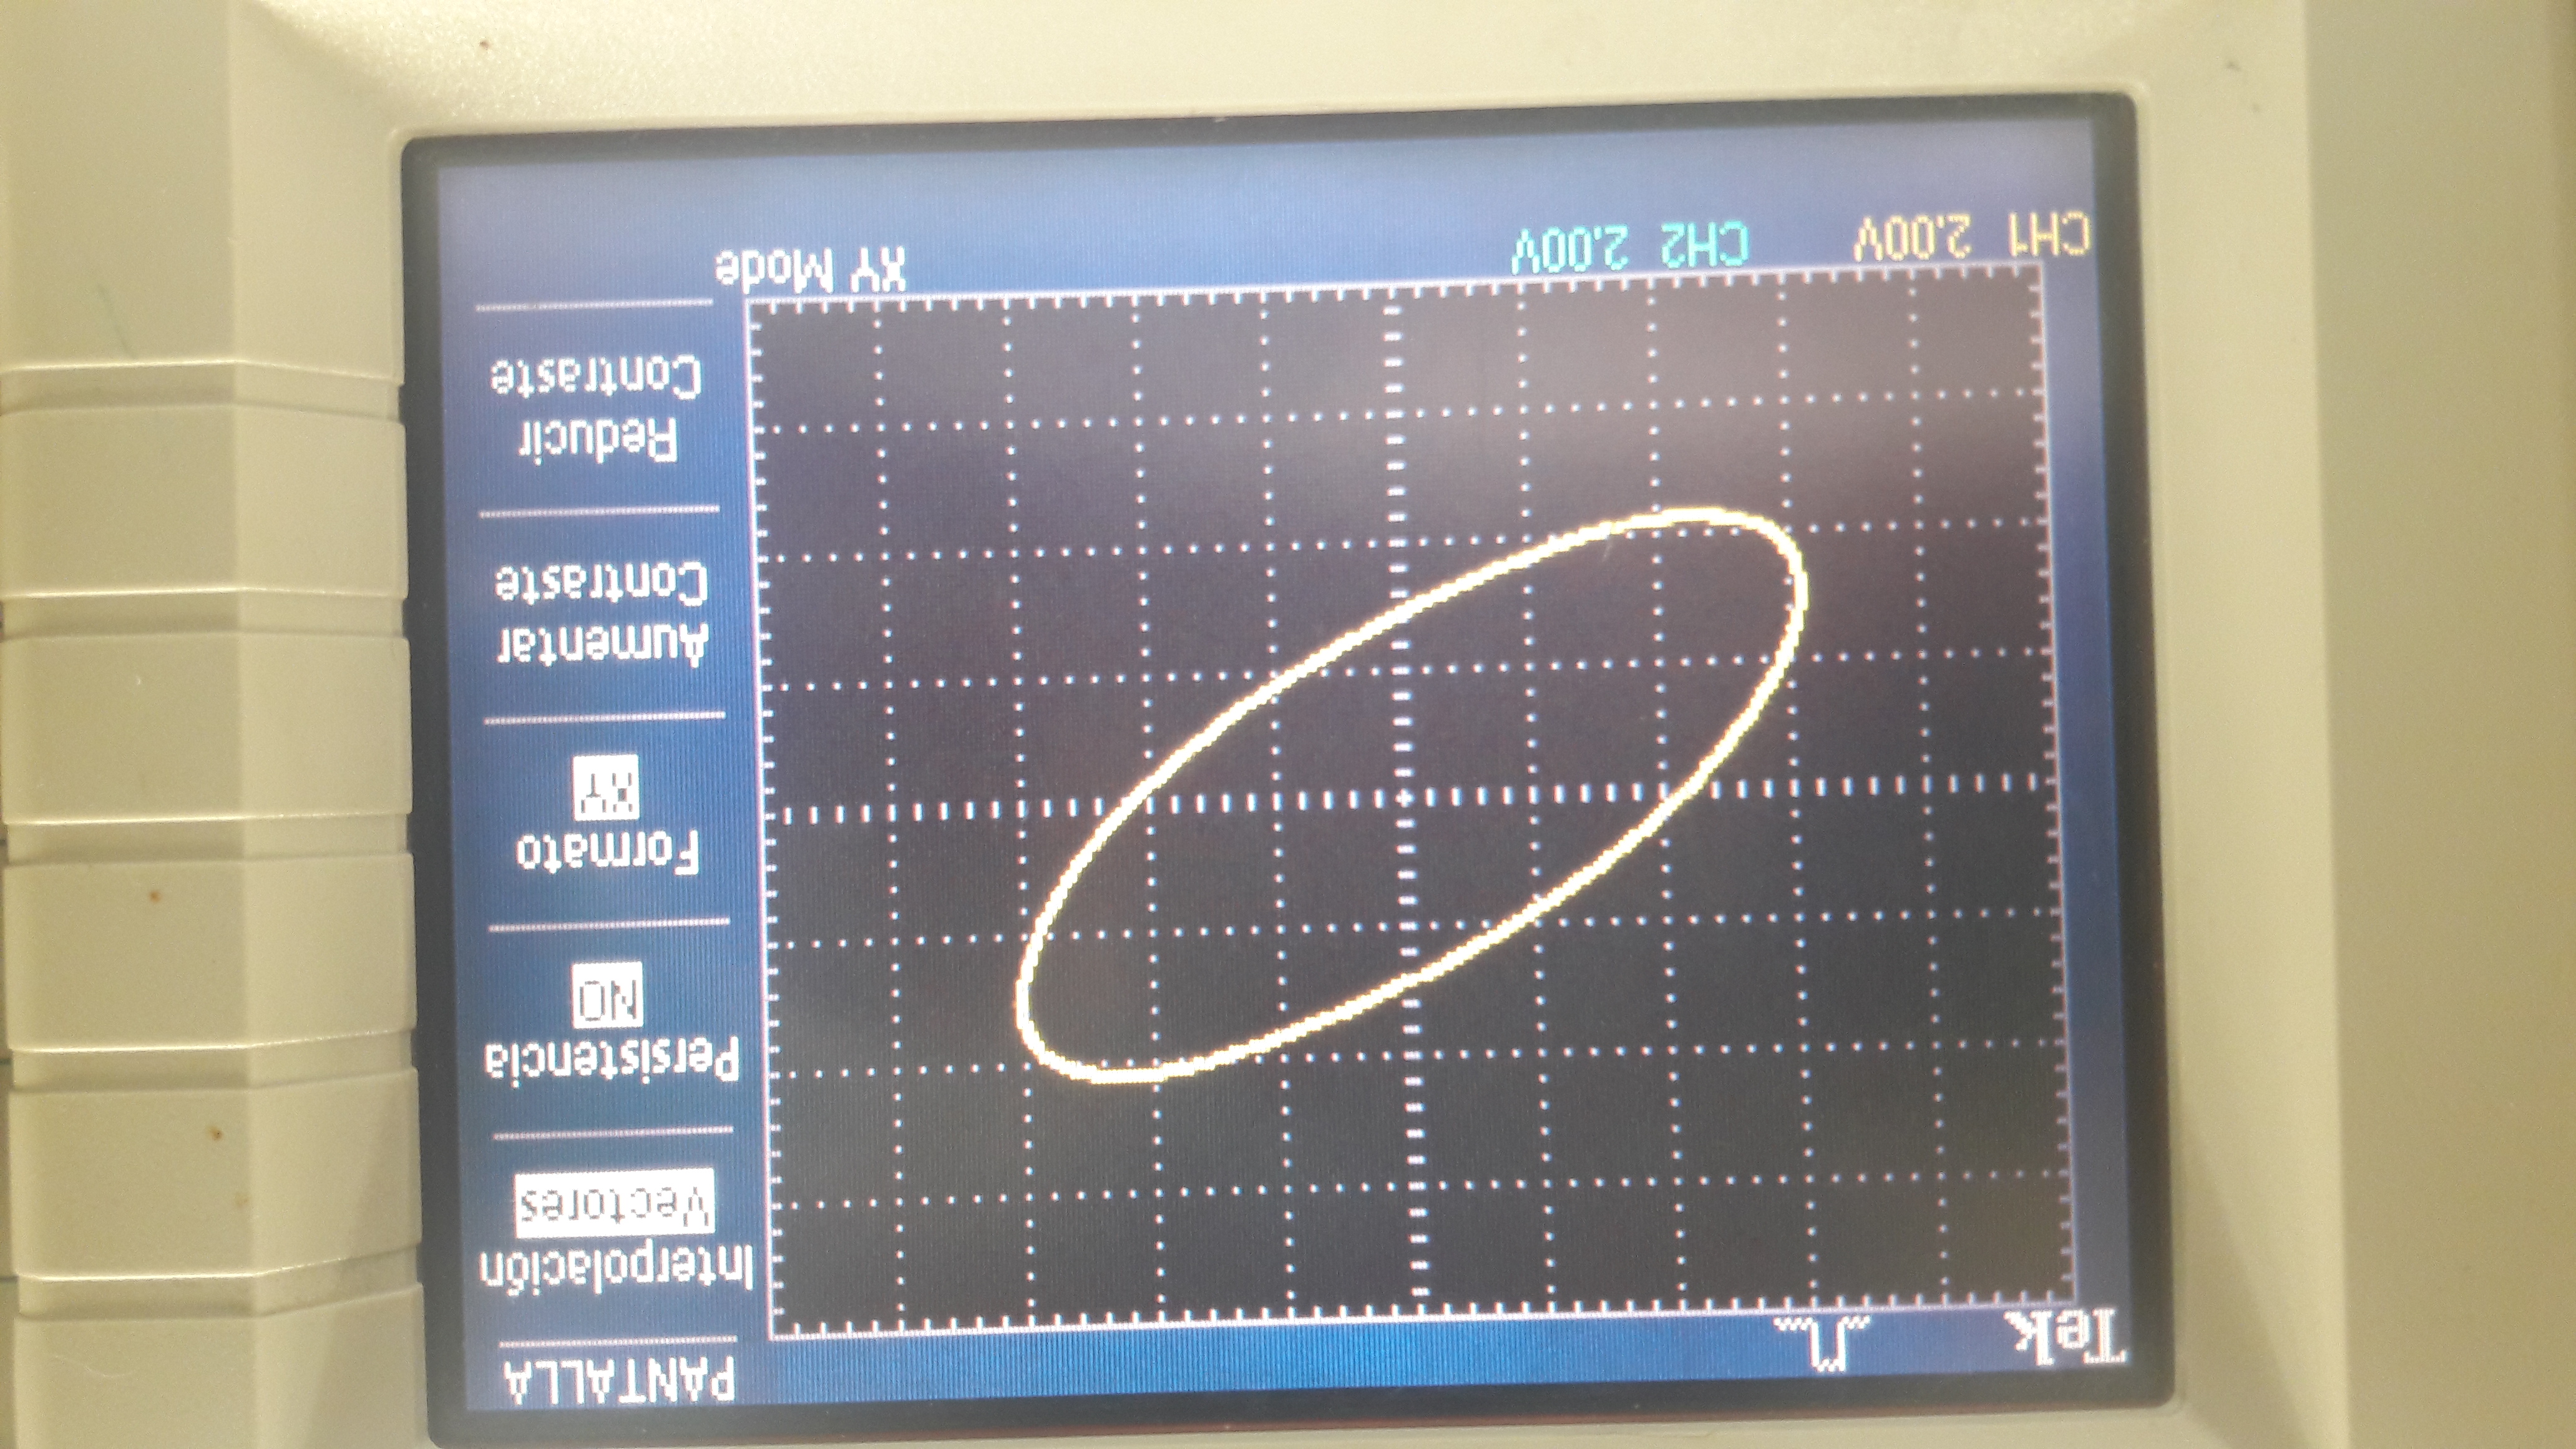 Tek
PANTALLA
Interpolación
Vectores
Persistencia
NO
Formato
XY
Aumentar
Contraste
Reducir
Contraste
XY Mode
CH1 2.00V CH2 2.00V